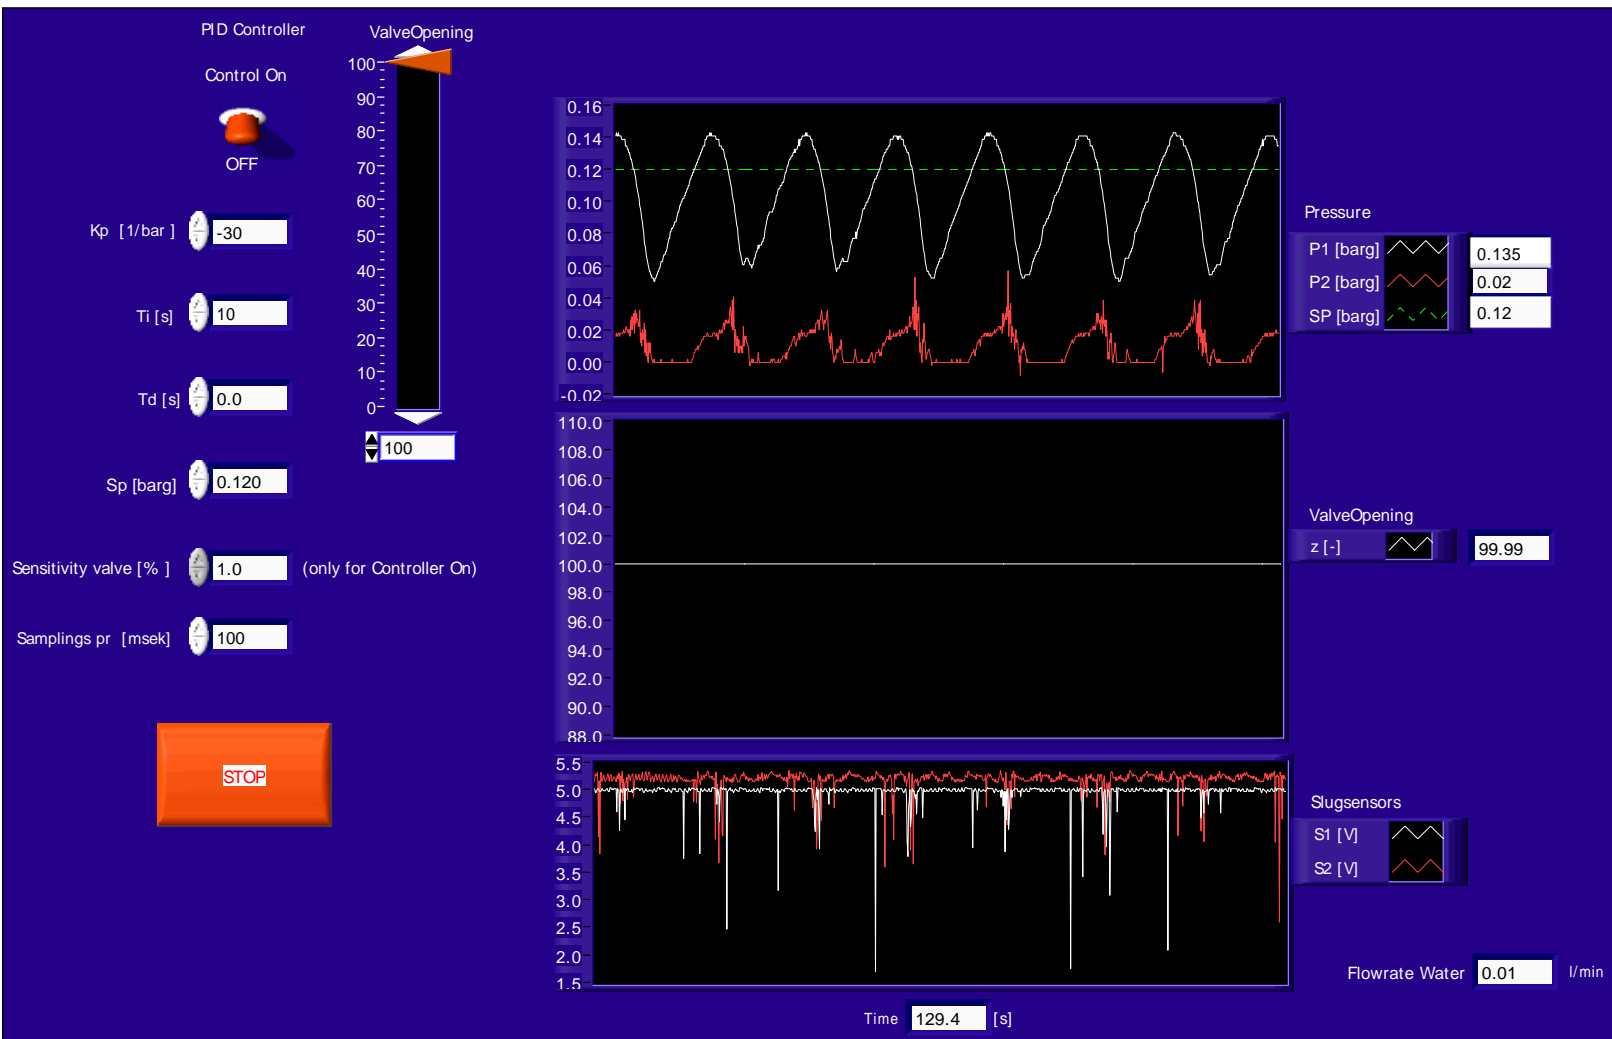 PID Controller
ValveOpening
Control On
OFF
100
90
80
70
60
50
40
30
20
10
0
100
Kp [1/bar ]
-30
Ti [s]
10
Td [s]
0.0
Sp [barg]
0.120
Sensitivity valve [% ]
1.0
(only for Controller On)
Samplings pr [msek]
100
STOP
0.16
0.14
0.12
0.10
0.08
0.06
0.04
0.02
0.00
-0.02
Pressure
P1 [barg]
0.135
P2 [barg]
0.02
SP [barg]
0.12
110.0
108.0
106.0
104.0
102.0
100.0
98.0
96.0
94.0
92.0
90.0
88.0
ValveOpening
z [-]
99.99
5.5
5.0
4.5
4.0
3.5
3.0
2.5
2.0
1.5
Slugsensors
S1 [V]
S2 [V]
Flowrate Water 0.01 l/min
Time 129.4 [s]